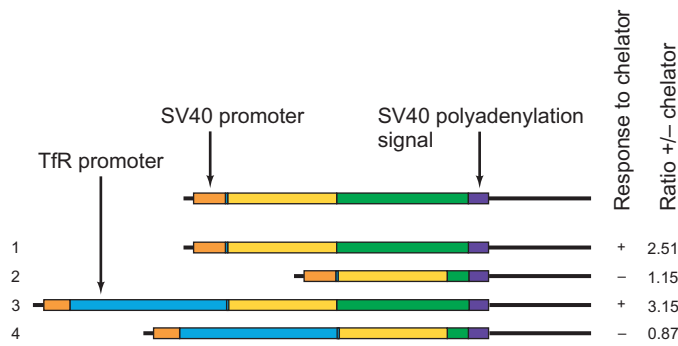 SV40 promoter
SV40 polyadenylation
signal
TfR promoter
Response to chelator
Ratio +/– chelator
1 + 2.51
2 – 1.15
3 + 3.15
4 – 0.87